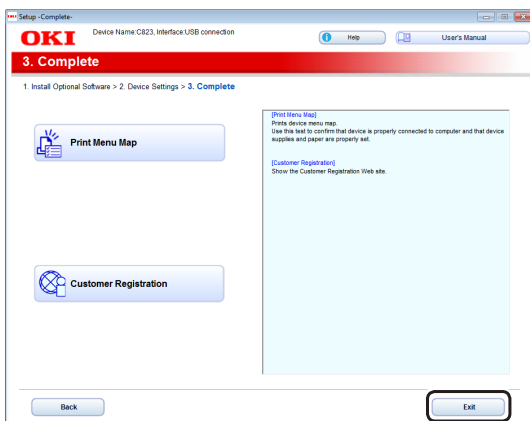 Setup -Complete-
OKI
Device Name:C823, Interface:USB connection
Help
User's Manual
3. Complete
1. Install Optional Software > 2. Device Settings > 3. Complete
Print Menu Map
[Print Menu Map]
Prints device menu map.
Use this test to confirm that device is properly connected to computer and that device
supplies and paper are properly set.
[Customer Registration]
Show the Customer Registration Web site.
Customer Registration
Back
Exit